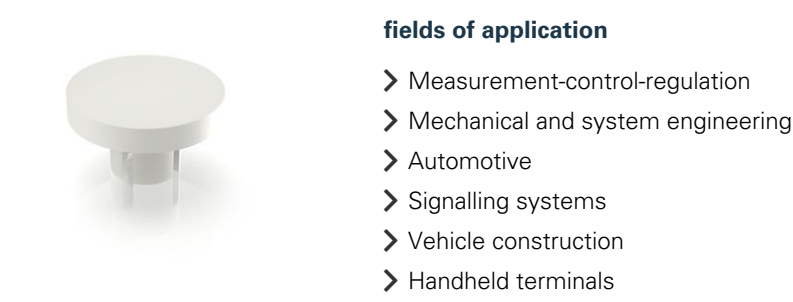 fields of application
Measurement-control-regulation
Mechanical and system engineering
Automotive
Signalling systems
Vehicle construction
Handheld terminals